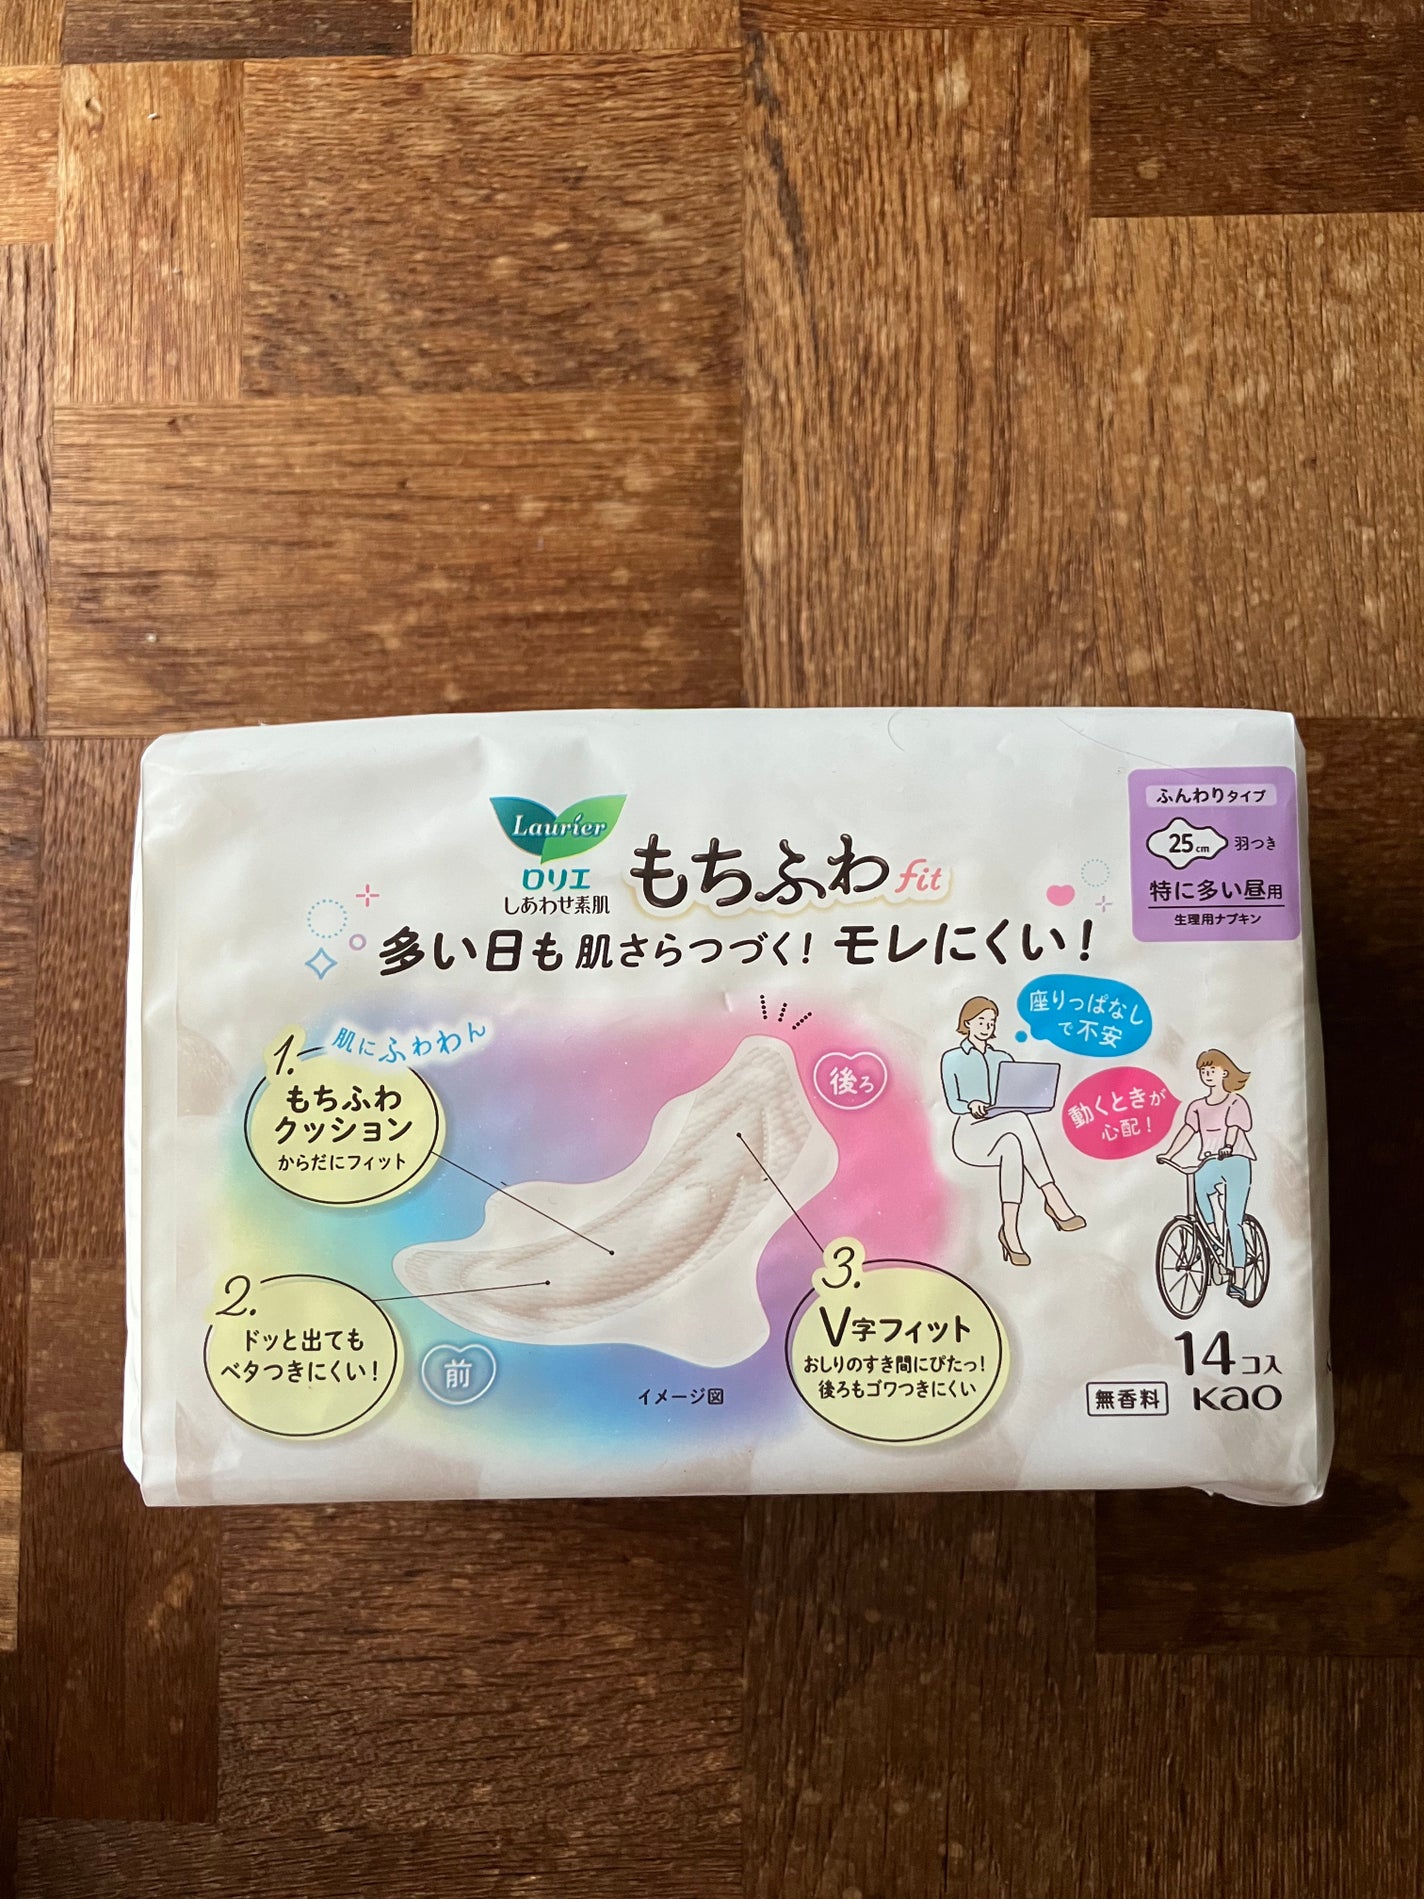 Laurier
ロリエ
しあわせ素肌
もちふわfit
ふんわりタイプ
25cm 羽つき
特に多い昼用
生理用ナプキン
多い日も肌さらつづく！モレにくい！
座りっぱなし
で不安
動くときが
心配！
1.
肌にふわわん
もちふわ
クッション
からだにフィット
後ろ
2.
ドッと出ても
ベタつきにくい！
前
イメージ図
3.
V字フィット
おしりのすき間にぴたっ！
後ろもゴワつきにくい
14コ入
無香料
Kao